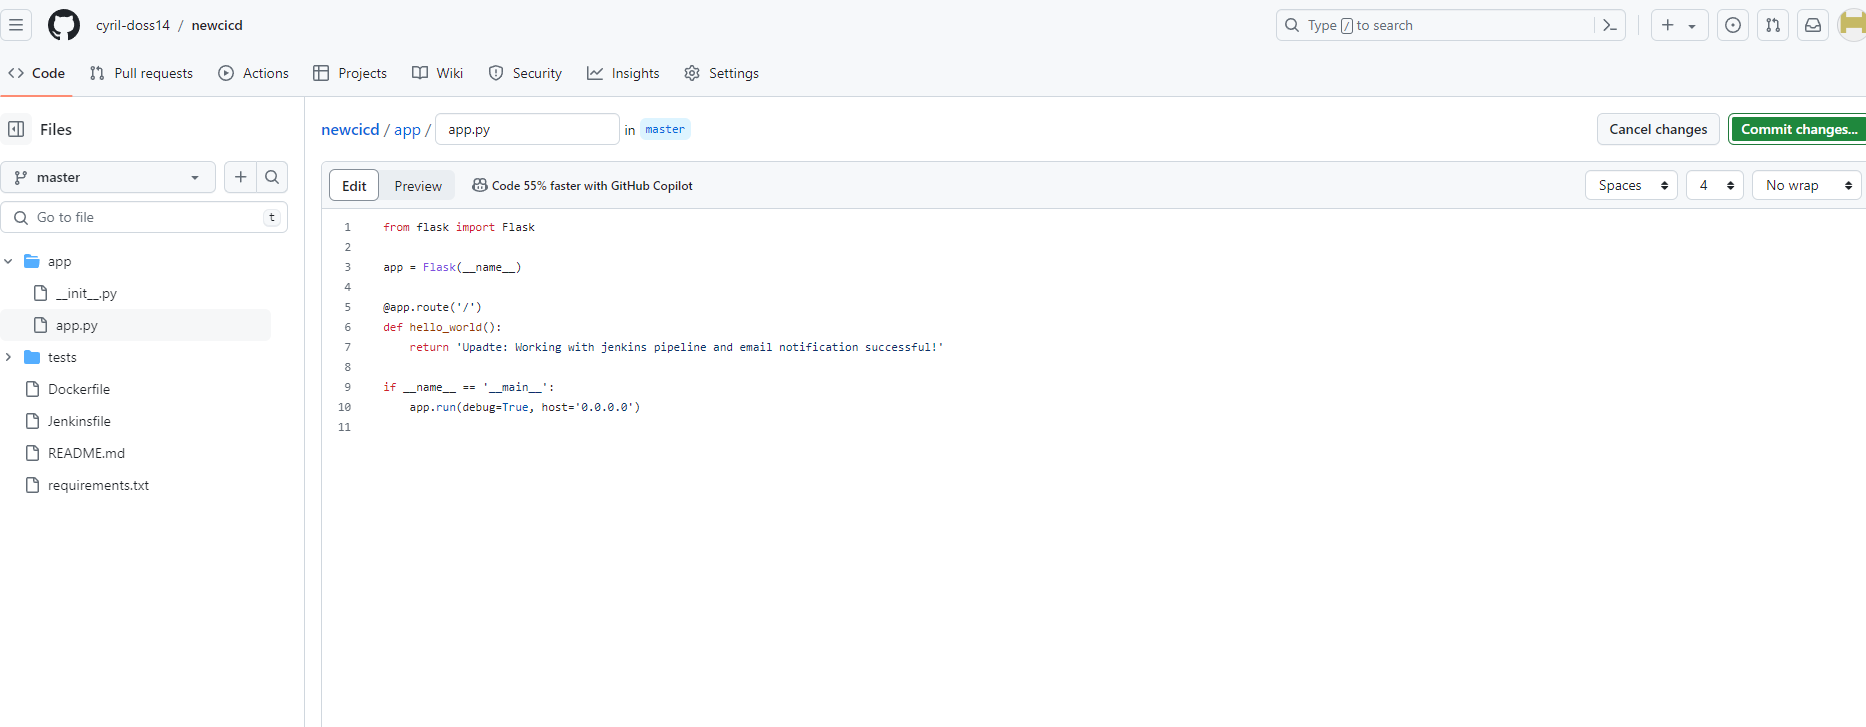 cyril-doss14 / newcicd
Type / to search
Code Pull requests Actions Projects Wiki Security Insights Settings
Files
newcicd / app / app.py in master
Cancel changes
Commit changes...
master
Go to file
t
app
__init__.py
app.py
tests
Dockerfile
Jenkinsfile
README.md
requirements.txt
Edit Preview Code 55% faster with GitHub Copilot
Spaces 4 No wrap
1 from flask import Flask
2
3 app = Flask(__name__)
4
5 @app.route('/')
6 def hello_world():
7     return 'Upadte: Working with jenkins pipeline and email notification successful!'
8
9 if __name__ == '__main__':
10     app.run(debug=True, host='0.0.0.0')
11